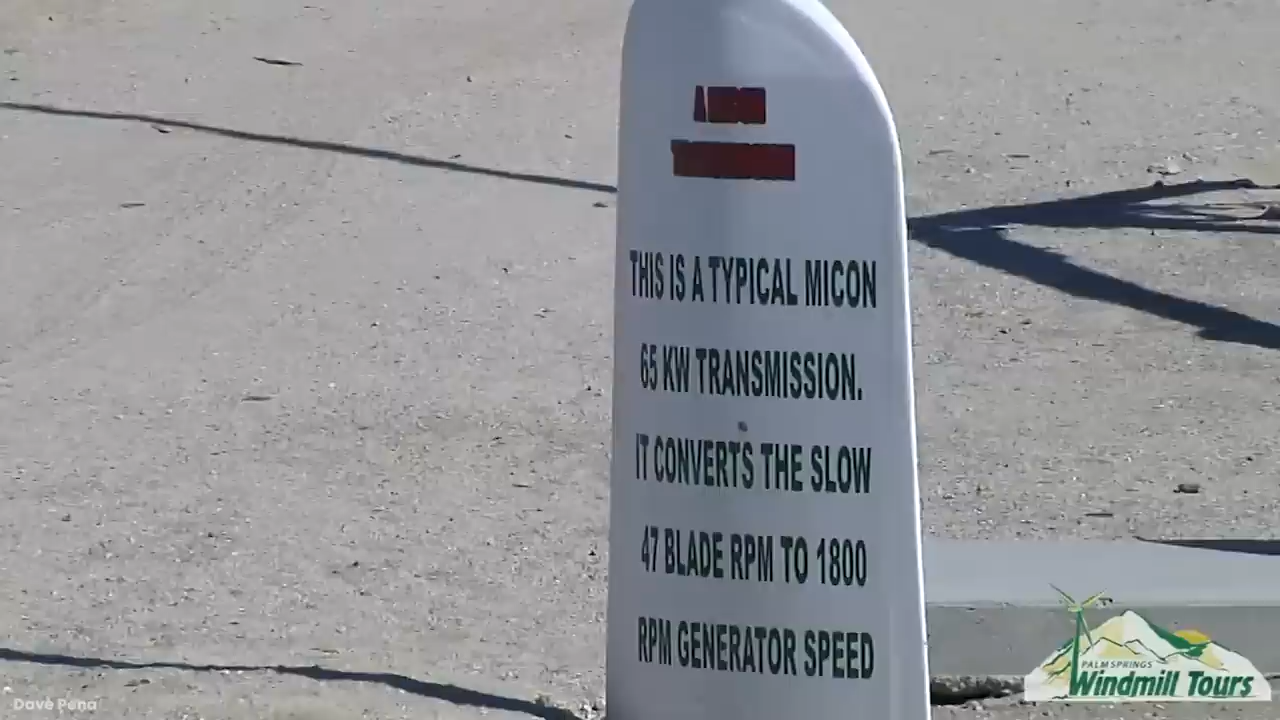 THIS IS A TYPICAL MICON
65 KW TRANSMISSION.
IT CONVERTS THE SLOW
47 BLADE RPM TO 1800
RPM GENERATOR SPEED
PALM SPRINGS
Windmill Tours
Dave Pena